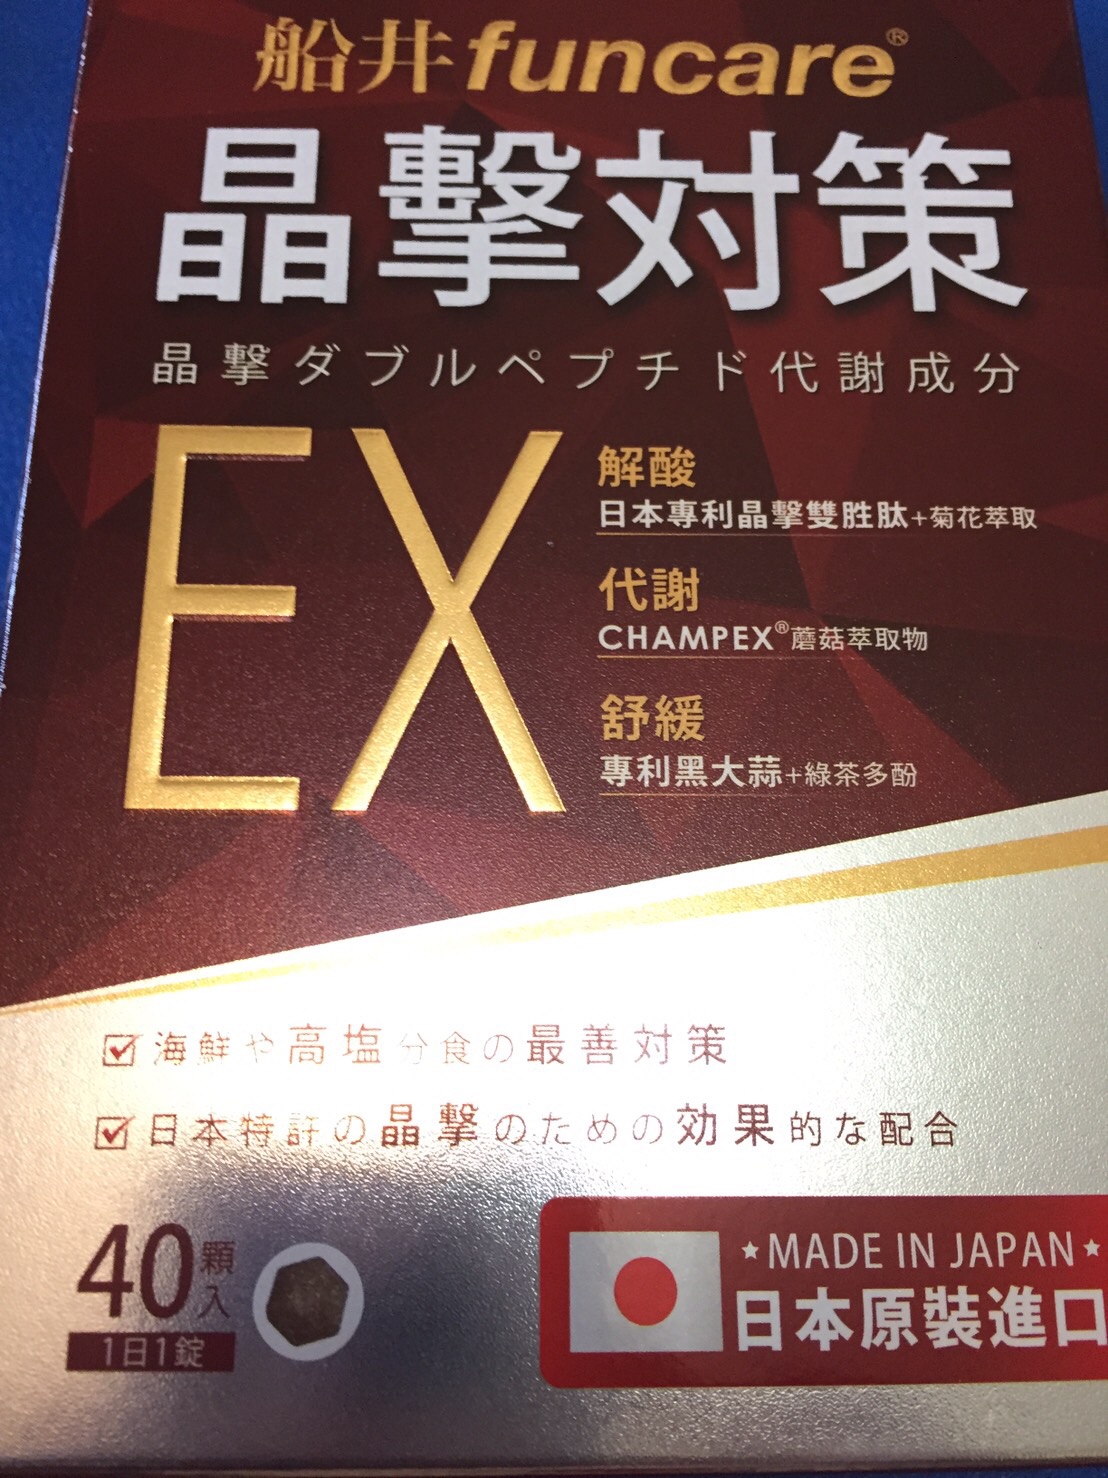 船井 funcare®
晶擊対策
晶擊ダブルペプチド代謝成分
EX
解酸
日本專利晶擊雙胜肽+菊花萃取
代謝
CHAMPEX®蘑菇萃取物
舒緩
專利黑大蒜+綠茶多酚
海鮮や高塩分食の最善対策
日本特許の晶擊のための効果的な配合
40顆入
1日1錠
★MADE IN JAPAN★
日本原裝進口